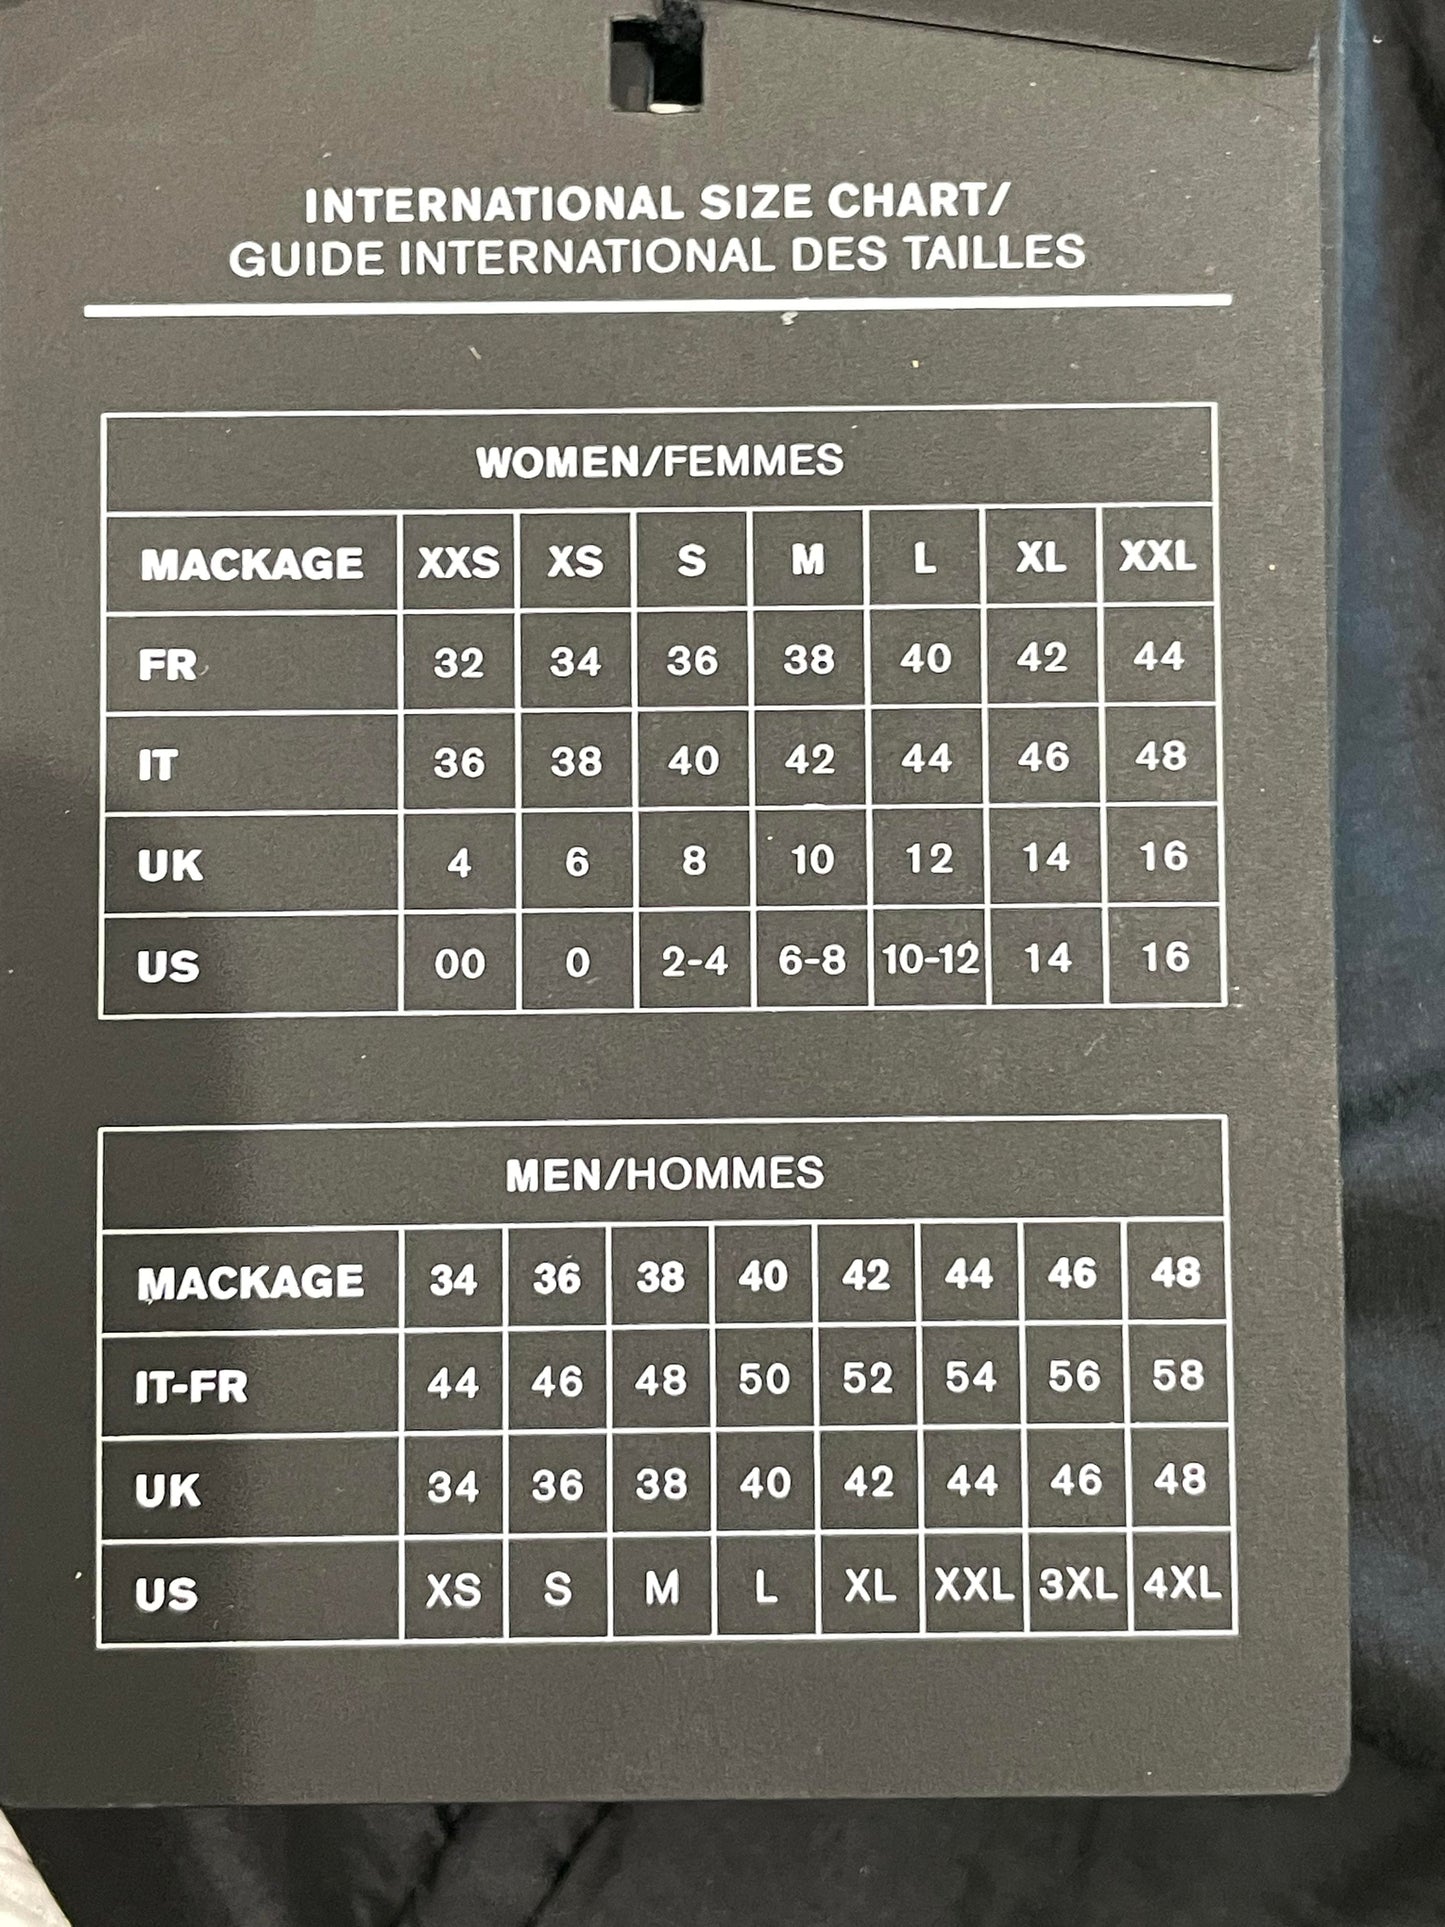 INTERNATIONAL SIZE CHART/
GUIDE INTERNATIONAL DES TAILLES
WOMEN/FEMMES
MACKAGE XXS XS S M L XL XXL
FR 32 34 36 38 40 42 44
IT 36 38 40 42 44 46 48
UK 4 6 8 10 12 14 16
US 00 0 2-4 6-8 10-12 14 16
MEN/HOMMES
MACKAGE 34 36 38 40 42 44 46 48
IT-FR 44 46 48 50 52 54 56 58
UK 34 36 38 40 42 44 46 48
US XS S M L XL XXL 3XL 4XL